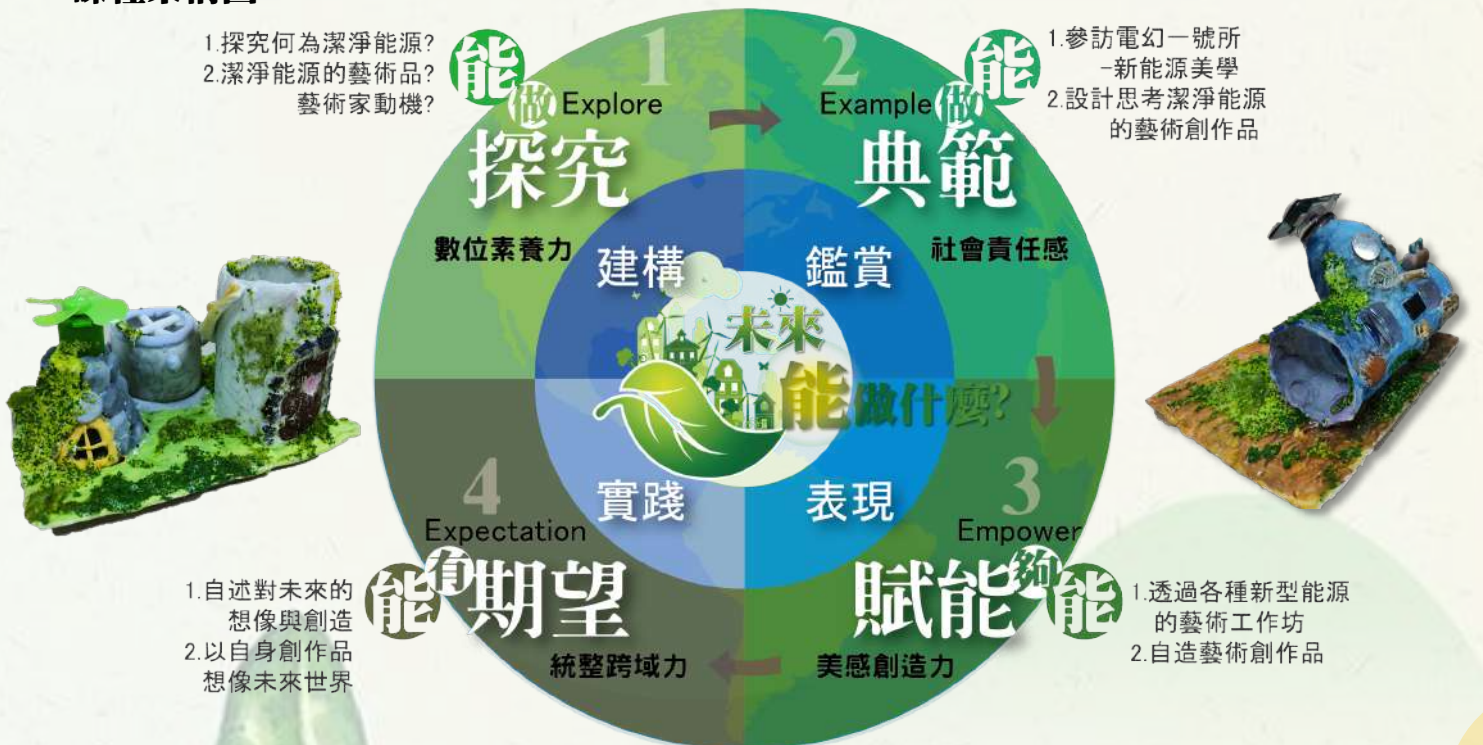 1.探究何為潔淨能源?
2.潔淨能源的藝術品?
藝術家動機?
能
做
1
Explore
探究
數位素養力
建構
2
Example
做
能
典範
社會責任感
鑑賞
1.參訪電幻一號所
-新能源美學
2.設計思考潔淨能源
的藝術創作品
未來
能做什麼?
4
Expectation
能
有
期望
統整跨域力
實踐
1.自述對未來的
想像與創造
2.以自身創作品
想像未來世界
3
Empower
賦能
夠
能
美感創造力
表現
1.透過各種新型能源
的藝術工作坊
2.自造藝術創作品